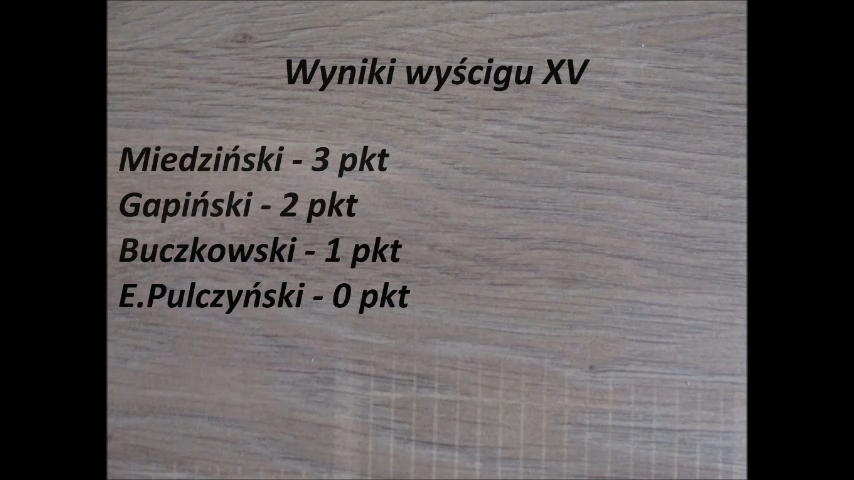 Wyniki wyścigu XV
Miedziński - 3 pkt
Gapiński - 2 pkt
Buczkowski - 1 pkt
E.Pulczyński - 0 pkt